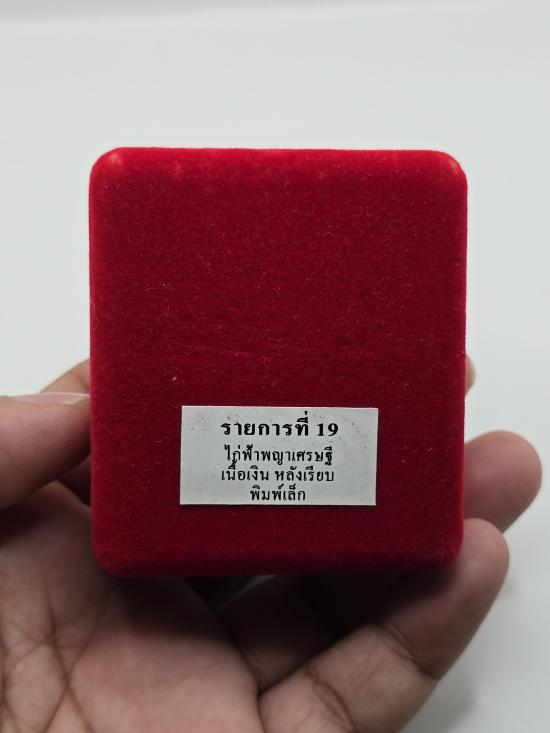 รายการที่ 19
ไก่ฟ้าพญาเศรษฐี
เนื้อเงิน หลังเรียบ
พิมพ์เล็ก